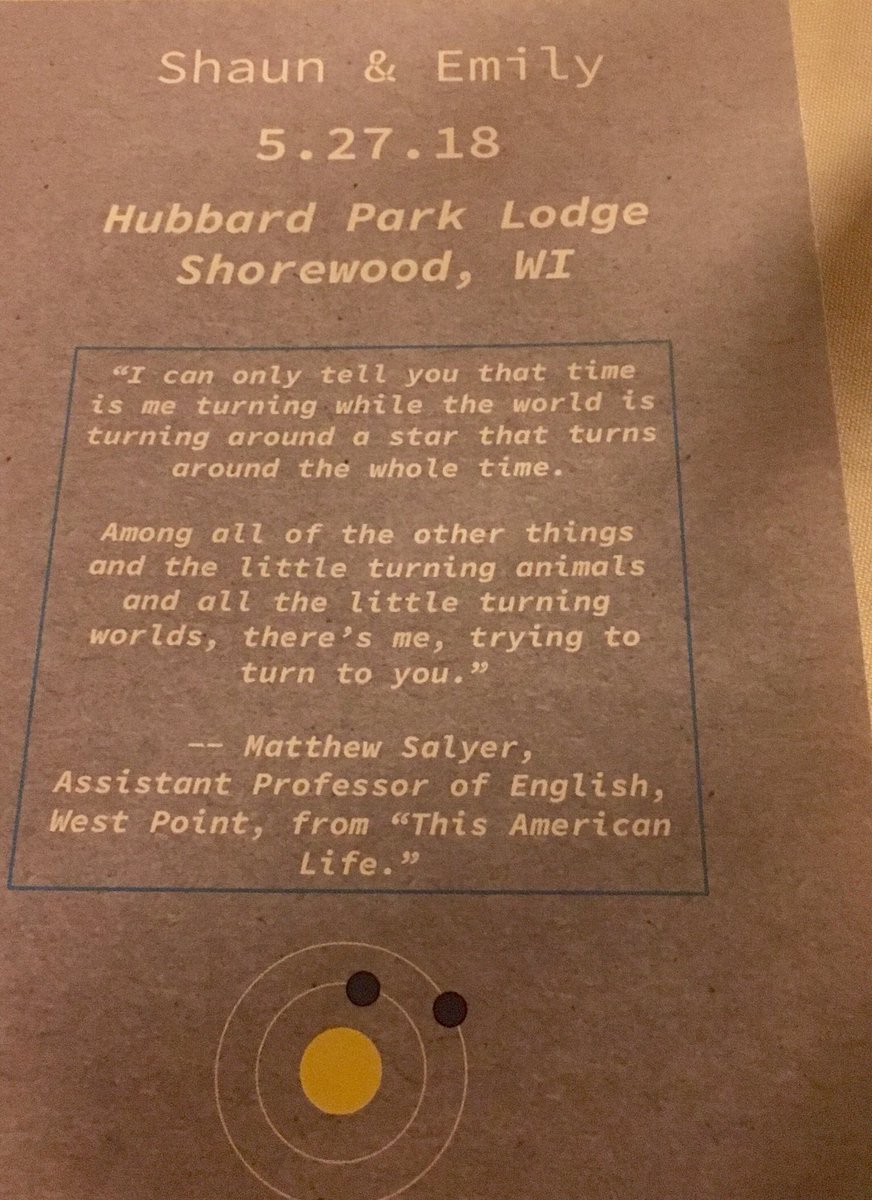 Shaun & Emily
5.27.18
Hubbard Park Lodge
Shorewood, WI
“I can only tell you that time
is me turning while the world is
turning around a star that turns
around the whole time.
Among all of the other things
and the little turning animals
and all the little turning
worlds, there’s me, trying to
turn to you.”
-- Matthew Salyer,
Assistant Professor of English,
West Point, from “This American
Life.”